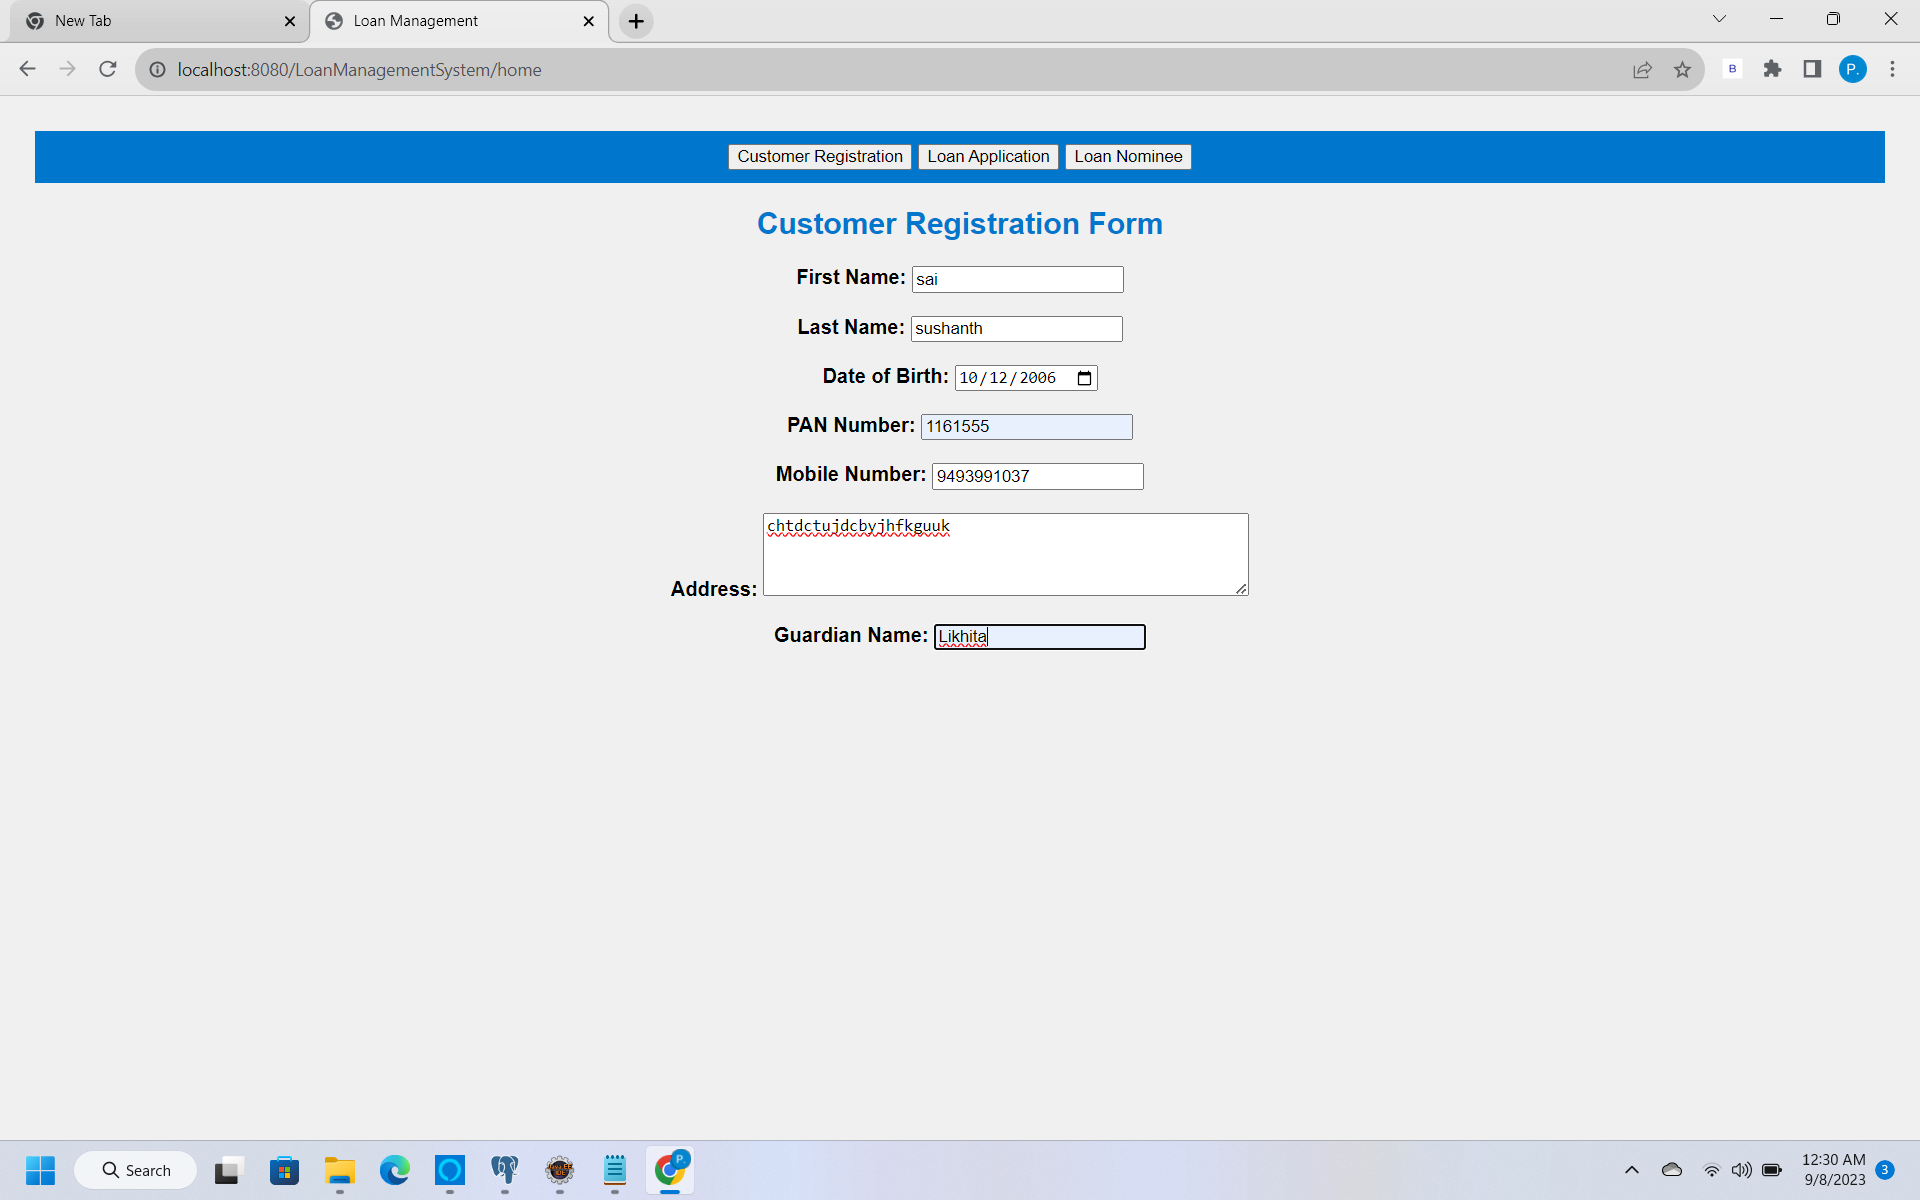 New Tab
Loan Management
localhost:8080/LoanManagementSystem/home
B
P.
Customer Registration Loan Application Loan Nominee
Customer Registration Form
First Name: sai
Last Name: sushanth
Date of Birth: 10/12/2006
PAN Number: 1161555
Mobile Number: 9493991037
Address: chtdctujdcbyjhfkguuk
Guardian Name: Likhita
Search
P.
12:30 AM
9/8/2023
3